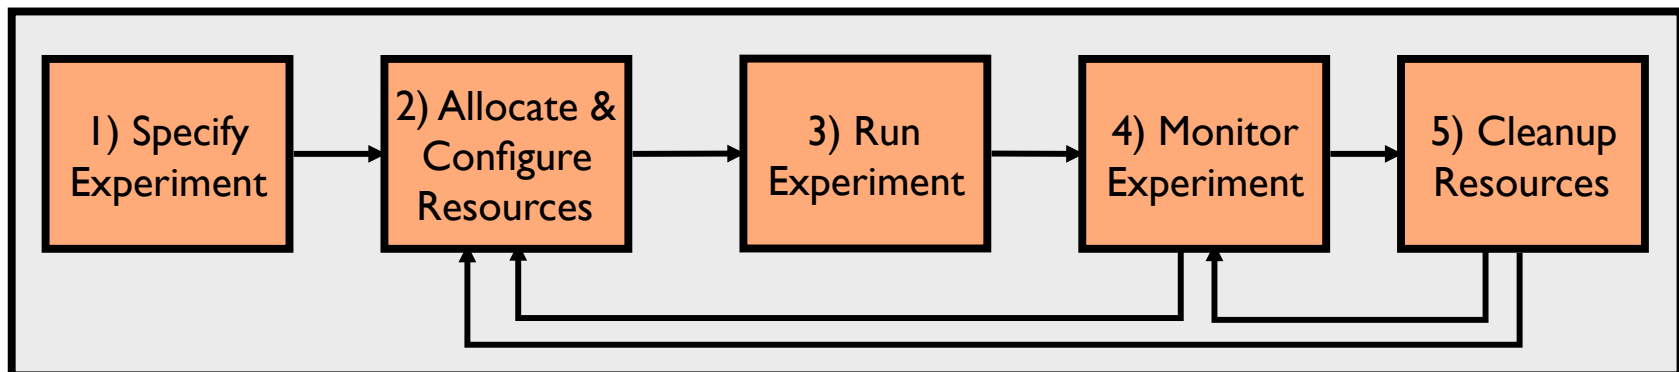 1) Specify
Experiment
2) Allocate &
Configure
Resources
3) Run
Experiment
4) Monitor
Experiment
5) Cleanup
Resources